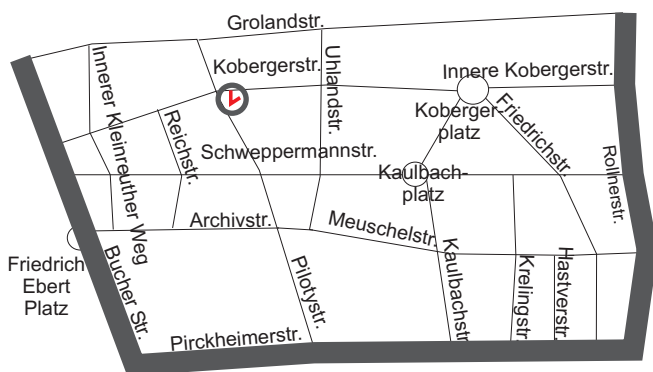 Grolandstr.
Kobergerstr.
Uhlandstr.
Innere Kobergerstr.
Innerer Kleinreuther Weg
Reichstr.
Koberger-
platz
Friedrichstr.
Schweppermannstr.
Kaulbach-
platz
Rollnerstr.
Archivstr.
Meuschelstr.
Friedrich
Ebert
Platz
Bucher Str.
Pilotystr.
Kaulbachstr.
Krelingstr.
Hastverstr.
Pirckheimerstr.